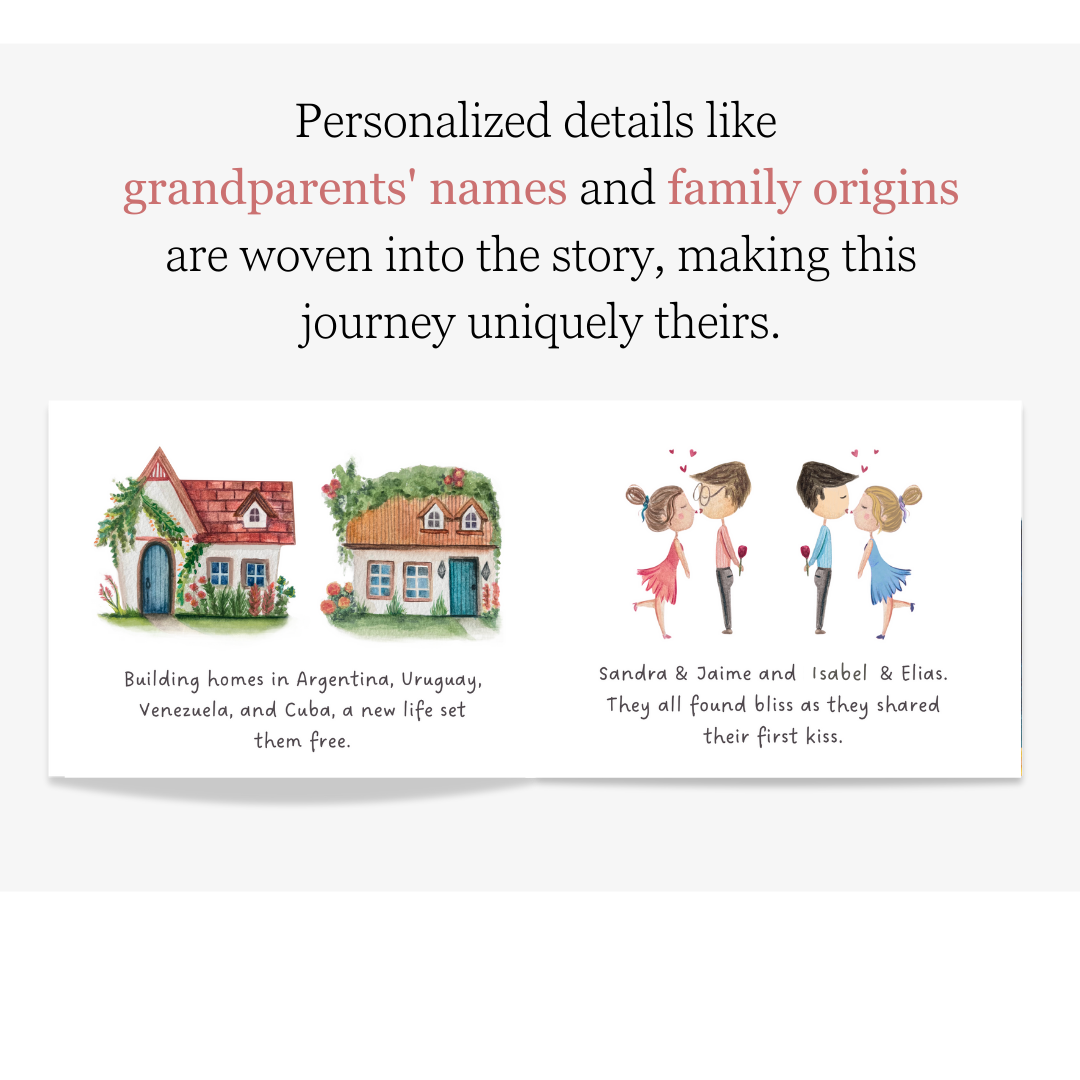 Personalized details like
grandparents' names and family origins
are woven into the story, making this
journey uniquely theirs.
Building homes in Argentina, Uruguay,
Venezuela, and Cuba, a new life set
them free.
Sandra & Jaime and Isabel & Elias.
They all found bliss as they shared
their first kiss.